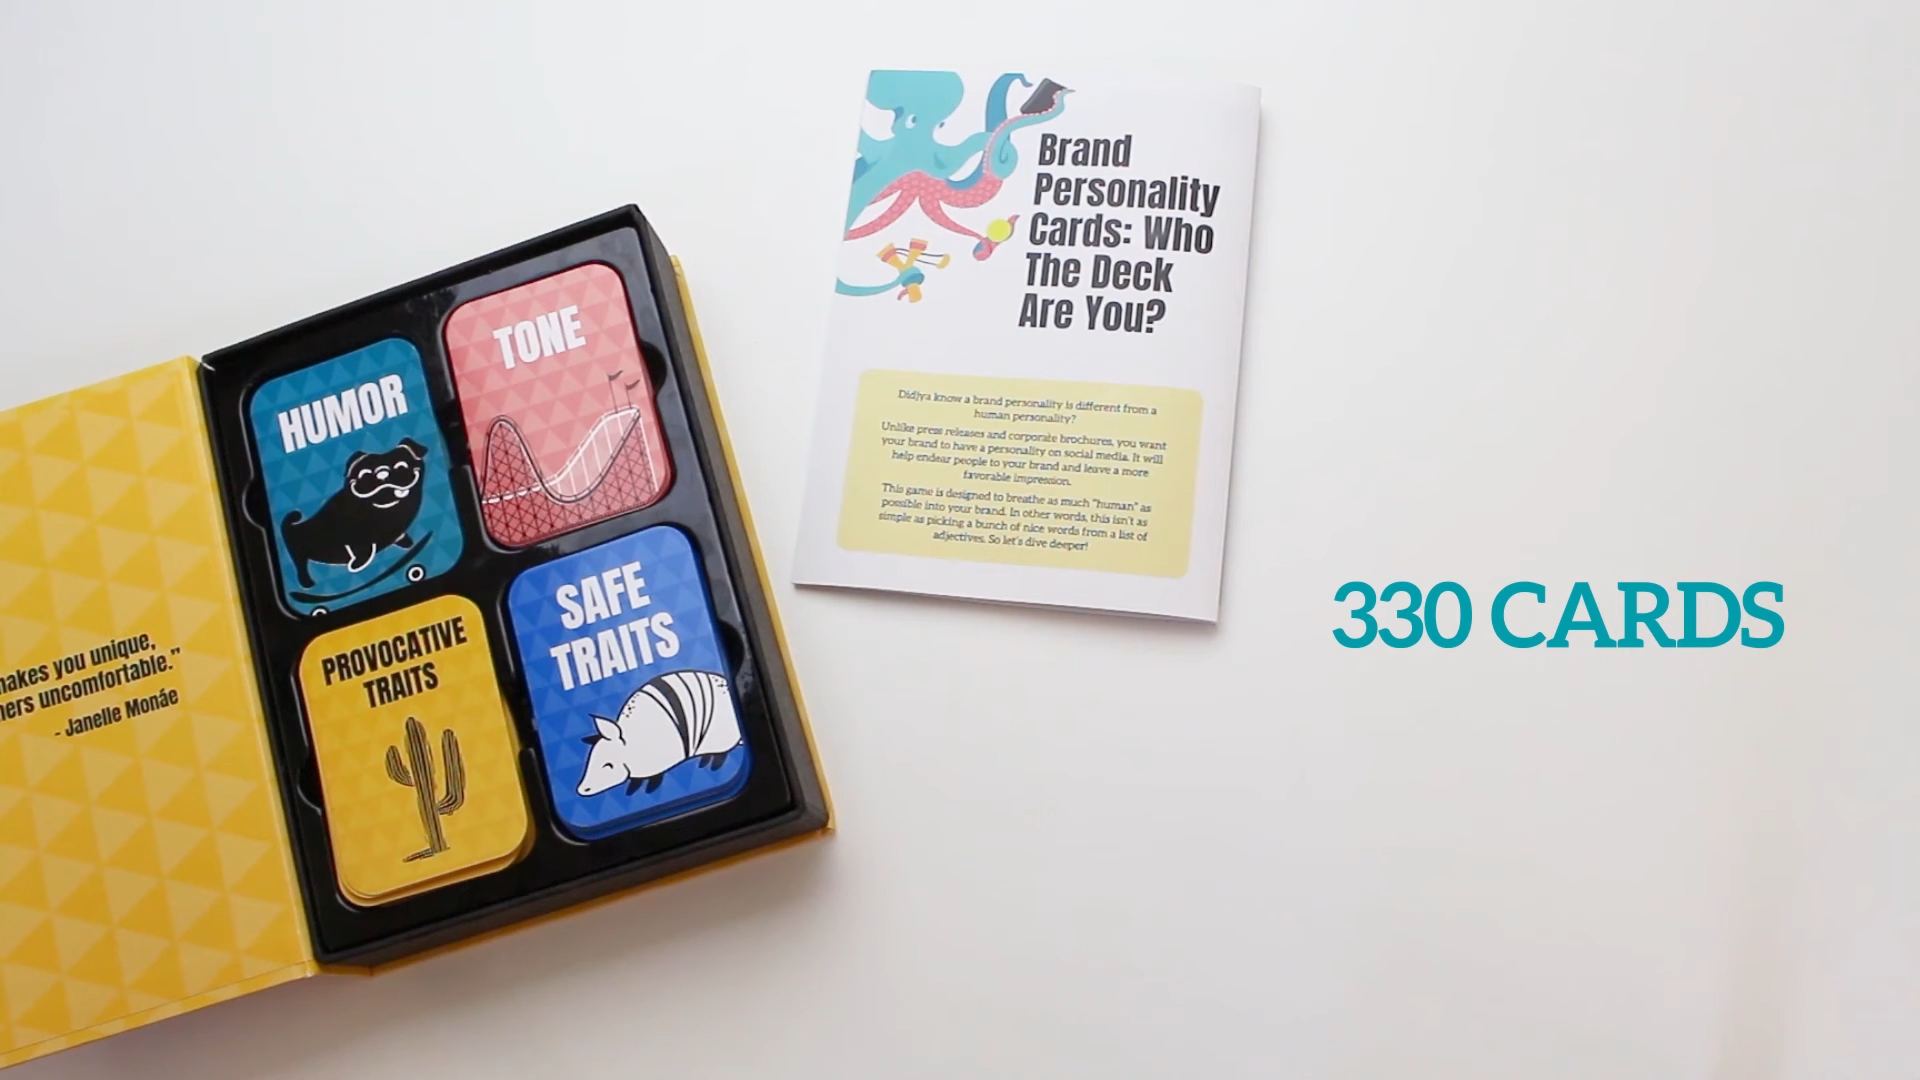 HUMOR
TONE
PROVOCATIVE
TRAITS
SAFE
TRAITS
makes you unique,
uncomfortable."
- Janelle Monáe
Brand
Personality
Cards: Who
The Deck
Are You?
Didjya know a brand personality is different from a
human personality?
Unlike press releases and corporate brochures, you want
your brand to have a personality on social media. It will
help endear people to your brand and leave a more
favorable impression.
This game is designed to breathe as much "human" as
possible into your brand. In other words, this isn't as
simple as picking a bunch of nice words from a list of
adjectives. So let's dive deeper!
330 CARDS